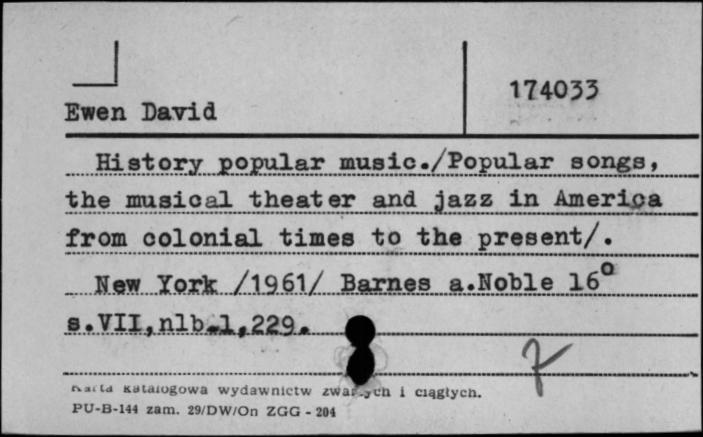 174033
Ewen David
History popular music./Popular songs,
the musical theater and jazz in America
from colonial times to the present/.
New York /1961/ Barnes a.Noble 16°
s.VII,nlb.1,229.
7
Karta katalogowa wydawnictw zwartych i ciągłych.
PU-B-144 zam. 29/DW/On ZGG - 204